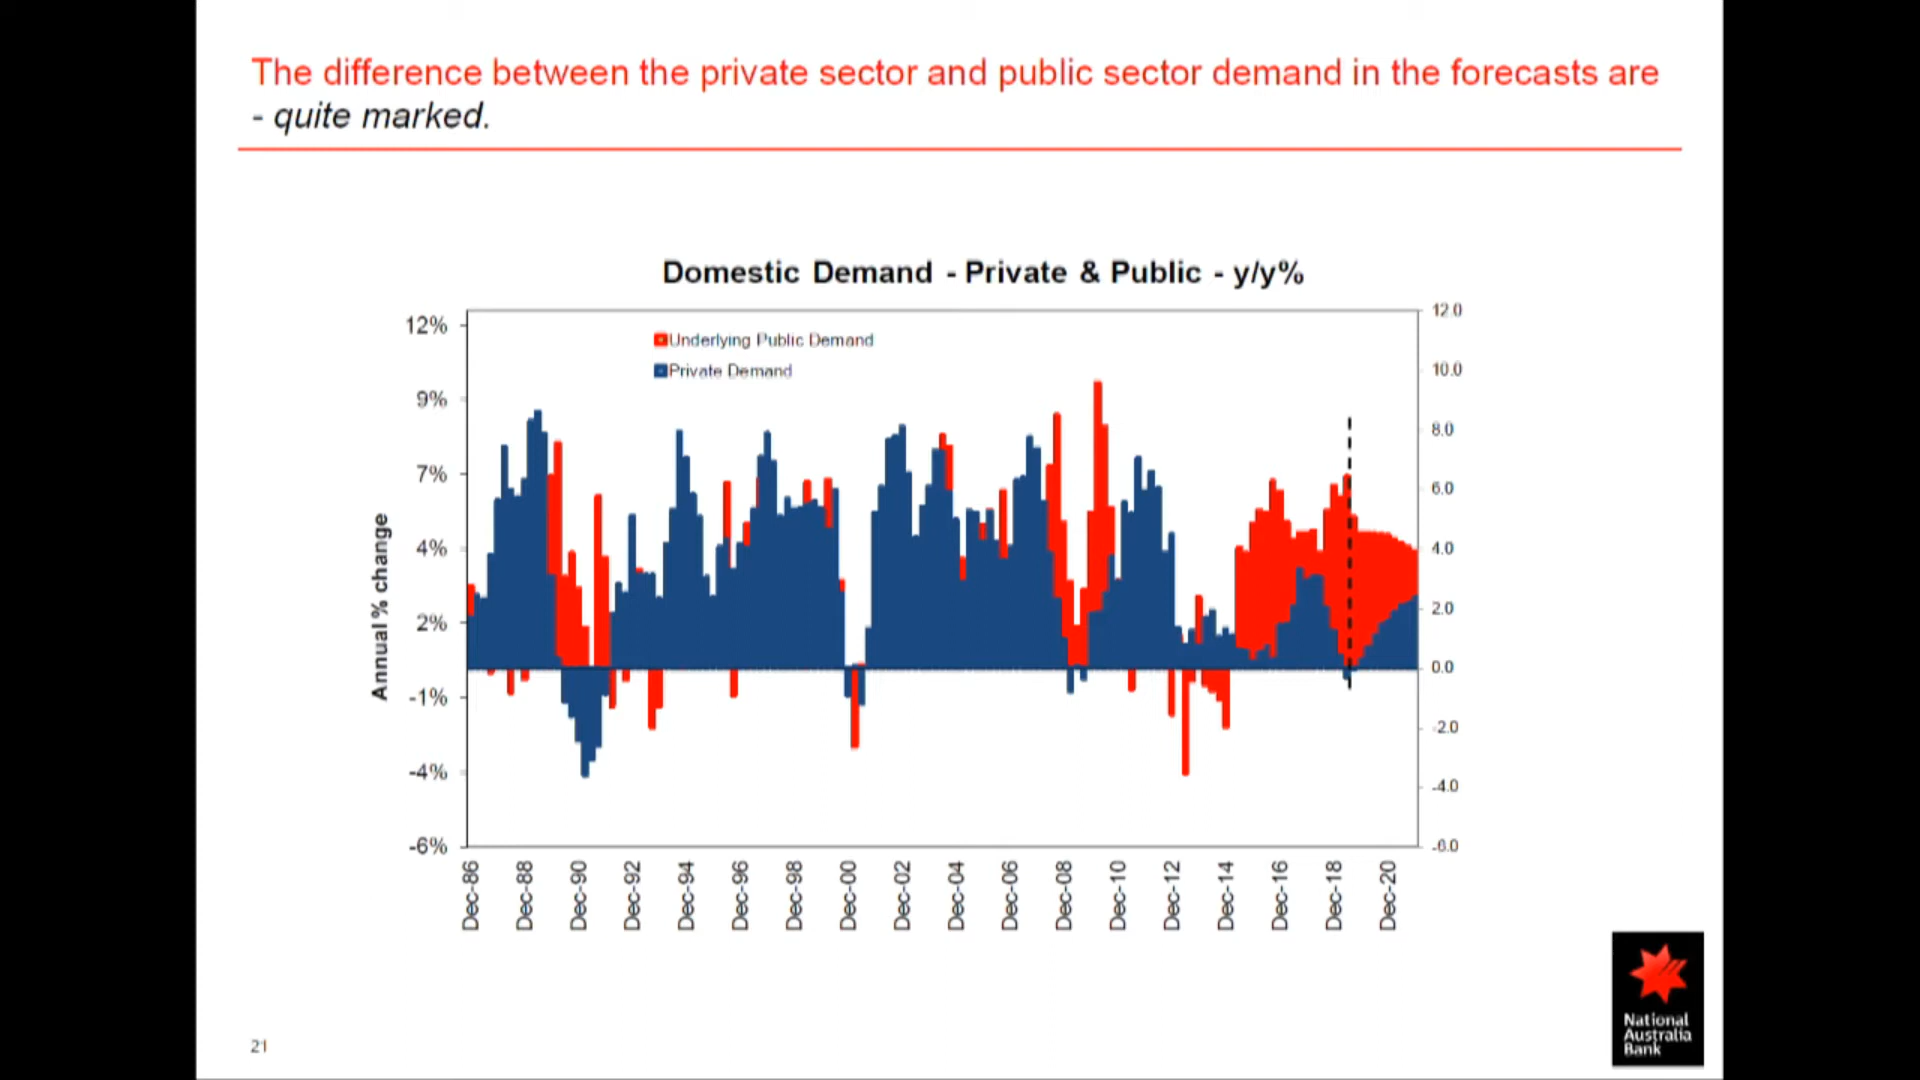 The difference between the private sector and public sector demand in the forecasts are
- quite marked.
Domestic Demand - Private & Public - y/y%
Underlying Public Demand
Private Demand
Annual % change
12%
9%
7%
4%
2%
-1%
-4%
-6%
12.0
10.0
8.0
6.0
4.0
2.0
0.0
-2.0
-4.0
-6.0
Dec-86
Dec-88
Dec-90
Dec-92
Dec-94
Dec-96
Dec-98
Dec-00
Dec-02
Dec-04
Dec-06
Dec-08
Dec-10
Dec-12
Dec-14
Dec-16
Dec-18
Dec-20
National
Australia
Bank
21